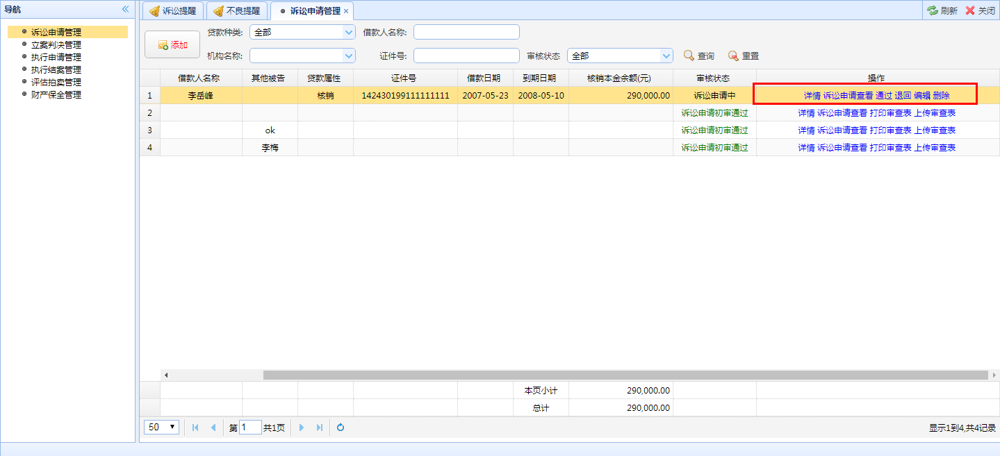 导航
诉讼申请管理
立案判决管理
执行申请管理
执行结案管理
评估拍卖管理
财产保全管理
诉讼提醒 不良提醒 诉讼申请管理 刷新 关闭
添加
贷款种类: 全部 借款人名称:
机构名称: 证件号: 审核状态 全部 查询 重置
借款人名称 其他被告 贷款属性 证件号 借款日期 到期日期 核销本金余额(元) 审核状态 操作
1 李岳峰 核销 142430199111111111 2007-05-23 2008-05-10 290,000.00 诉讼申请中 详情 诉讼申请查看 通过 退回 编辑 删除
2 诉讼申请初审通过 详情 诉讼申请查看 打印审查表 上传审查表
3 ok 诉讼申请初审通过 详情 诉讼申请查看 打印审查表 上传审查表
4 李梅 诉讼申请初审通过 详情 诉讼申请查看 打印审查表 上传审查表
本页小计 290,000.00
总计 290,000.00
50 第 1 共1页 显示1到4,共4记录